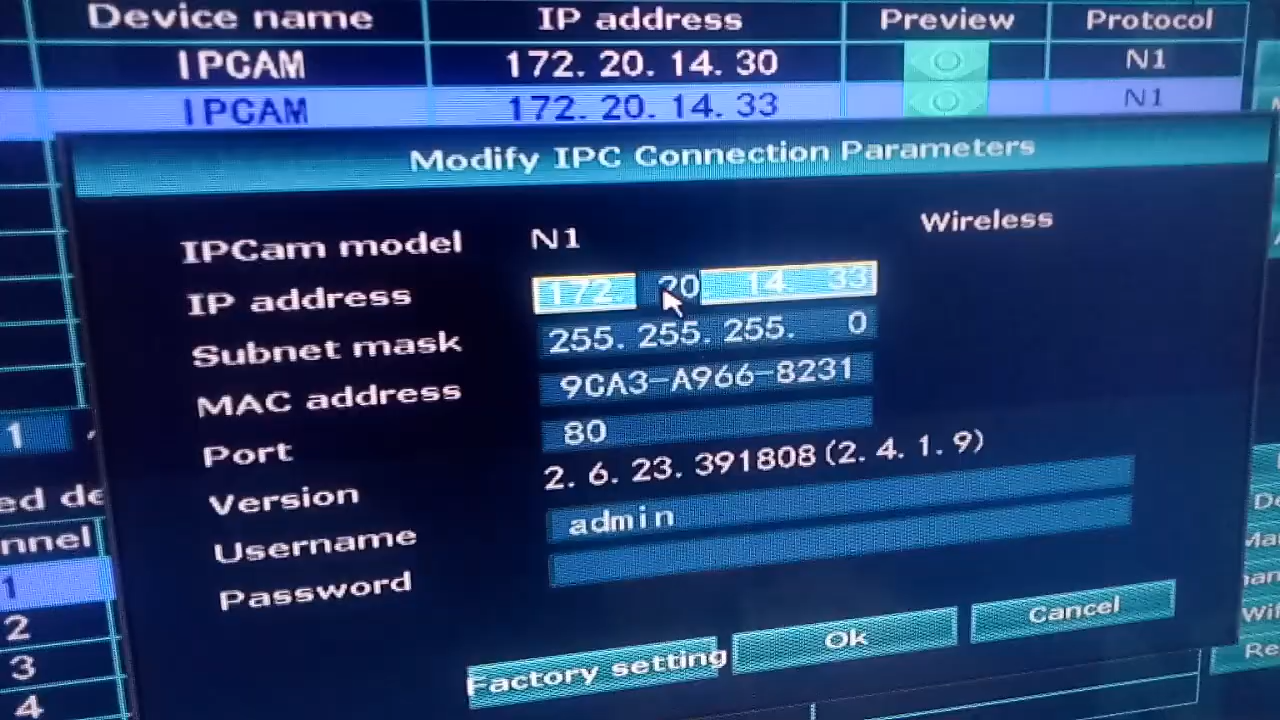 Device name IP address Preview Protocol
IPCAM 172. 20. 14. 30 N1
IPCAM 172. 20. 14. 33 N1
Modify IPC Connection Parameters
IPCam model N1 Wireless
IP address 172. 20 14. 33
Subnet mask 255. 255. 255. 0
MAC address 9CA3-A966-8231
Port 80
Version 2. 6. 23. 391808 (2. 4. 1. 9)
Username admin
Password
Factory setting Ok Cancel
1
nnel
1
2
3
4